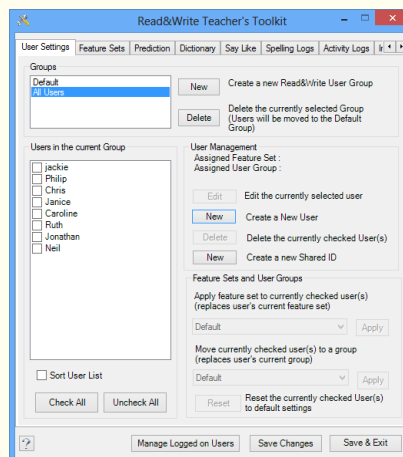 Read&Write Teacher's Toolkit
User Settings Feature Sets Prediction Dictionary Say Like Spelling Logs Activity Logs
Groups
Default
All Users
New Create a new Read&Write User Group
Delete Delete the currently selected Group
(Users will be moved to the Default
Group)
Users in the current Group
jackie
Philip
Chris
Janice
Caroline
Ruth
Jonathan
Neil
Sort User List
Check All Uncheck All
User Management
Assigned Feature Set :
Assigned User Group :
Edit Edit the currently selected user
New Create a New User
Delete Delete the currently checked User(s)
New Create a new Shared ID
Feature Sets and User Groups
Apply feature set to currently checked user(s)
(replaces user's current feature set)
Default Apply
Move currently checked user(s) to a group
(replaces user's current group)
Default Apply
Reset Reset the currently checked User(s)
to default settings
? Manage Logged on Users Save Changes Save & Exit